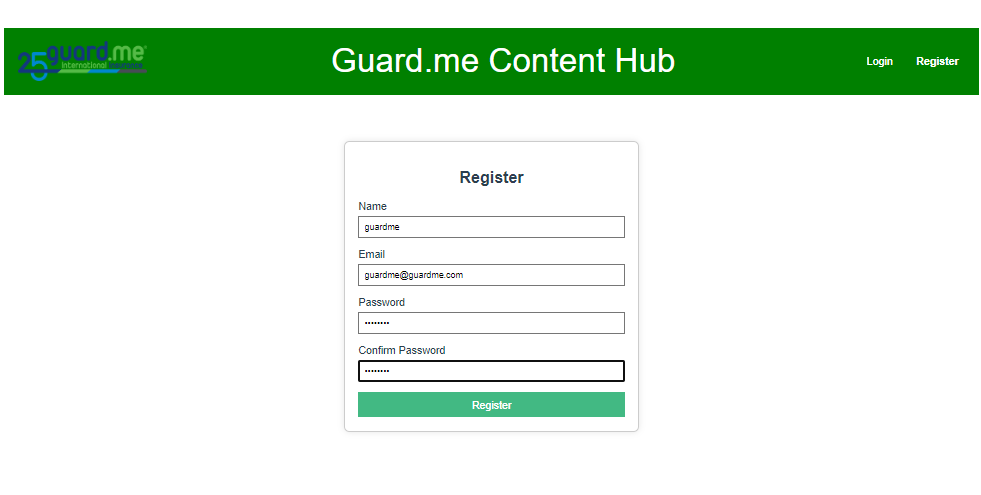 25 guard.me®
international insurance
Guard.me Content Hub
Login
Register
Register
Name
guardme
Email
guardme@guardme.com
Password
••••••••
Confirm Password
••••••••
Register